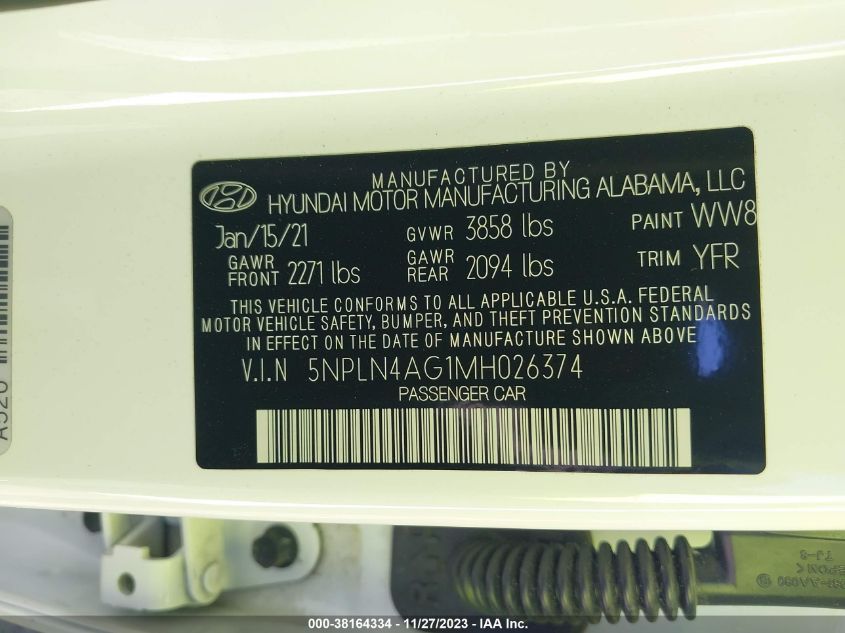 MANUFACTURED BY
HYUNDAI MOTOR MANUFACTURING ALABAMA, LLC
Jan/15/21 GVWR 3858 lbs PAINT WW8
GAWR FRONT 2271 lbs GAWR REAR 2094 lbs TRIM YFR
THIS VEHICLE CONFORMS TO ALL APPLICABLE U.S.A. FEDERAL
MOTOR VEHICLE SAFETY, BUMPER, AND THEFT PREVENTION STANDARDS
IN EFFECT ON THE DATE OF MANUFACTURE SHOWN ABOVE
V.I.N 5NPLN4AG1MH026374
PASSENGER CAR
TJ-S
000-38164334 - 11/27/2023 - IAA Inc.